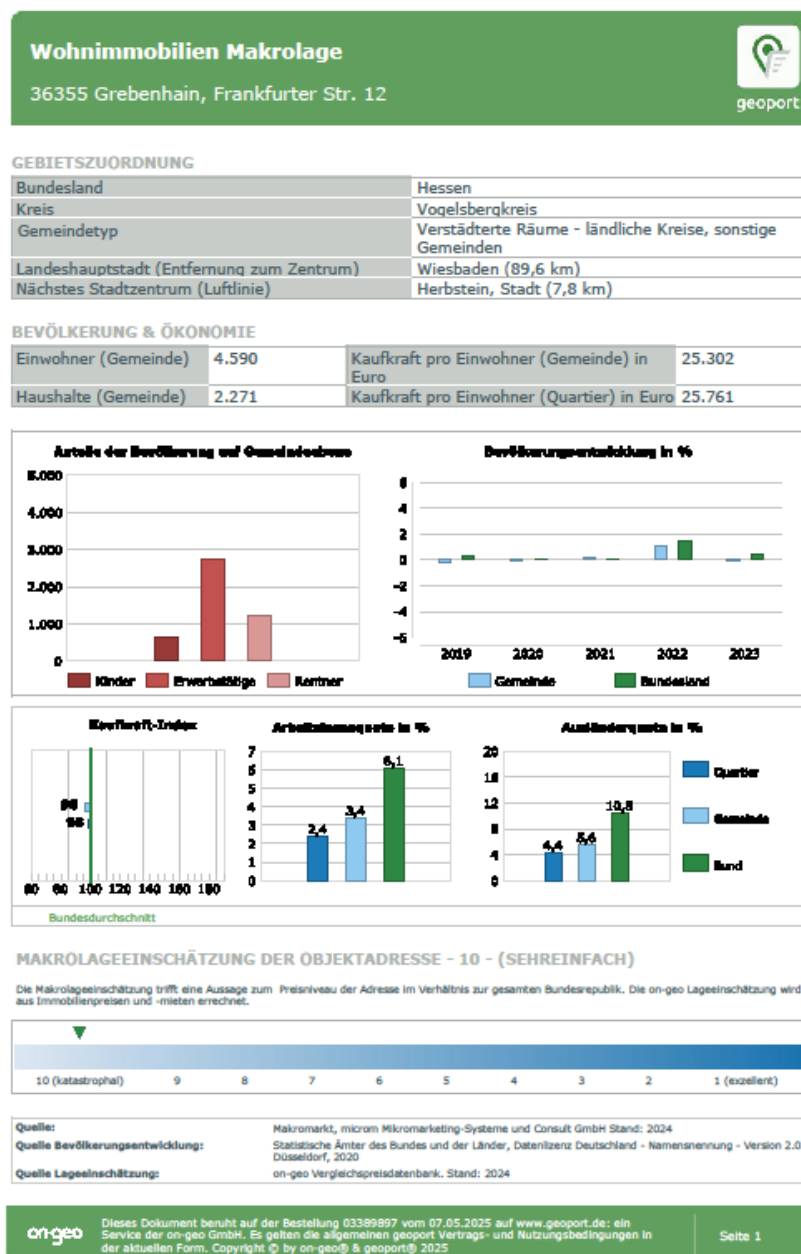 Wohnimmobilien Makrolage
36355 Grebenhain, Frankfurter Str. 12
geoport
GEBIETSZUORDNUNG
Bundesland Hessen
Kreis Vogelsbergkreis
Gemeindetyp Verstädterte Räume - ländliche Kreise, sonstige
Gemeinden
Landeshauptstadt (Entfernung zum Zentrum) Wiesbaden (89,6 km)
Nächstes Stadtzentrum (Luftlinie) Herbstein, Stadt (7,8 km)
BEVÖLKERUNG & ÖKONOMIE
Einwohner (Gemeinde) 4.590 Kaufkraft pro Einwohner (Gemeinde) in 25.302
Euro
Haushalte (Gemeinde) 2.271 Kaufkraft pro Einwohner (Quartier) in Euro 25.761
Anteile der Bevölkerung auf Gemeindeebene
5.000
4.000
3.000
2.000
1.000
0
Kinder Erwerbstätige Rentner
Bevölkerungsentwicklung in %
6
4
2
0
-2
-4
-6
2019 2020 2021 2022 2023
Gemeinde Bundesland
Kaufkraft-Index
60 80 100 120 140 160 180
Bundesdurchschnitt
Arbeitslosenquote in %
7
6
5
4
3
2
1
0
2,4 3,4 6,1
Ausländerquote in %
20
16
12
8
4
0
4,4 5,6
Quartier
Gemeinde
Bund
MAKROLAGEEINSCHÄTZUNG DER OBJEKTADRESSE - 10 - (SEHREINFACH)
Die Makrolageeinschätzung trifft eine Aussage zum Preisniveau der Adresse im Verhältnis zur gesamten Bundesrepublik. Die on-geo Lageeinschätzung wird
aus Immobilienpreisen und -mieten errechnet.
10 (katastrophal) 9 8 7 6 5 4 3 2 1 (exzellent)
Quelle: Makromarkt, microm Mikromarketing-Systeme und Consult GmbH Stand: 2024
Quelle Bevölkerungsentwicklung: Statistische Ämter des Bundes und der Länder, Datenlizenz Deutschland - Namensnennung - Version 2.0
Düsseldorf, 2020
Quelle Lageeinschätzung: on-geo Vergleichspreisdatenbank. Stand: 2024
on-geo
Dieses Dokument beruht auf der Bestellung 03389897 vom 07.05.2025 auf www.geoport.de: ein
Service der on-geo GmbH. Es gelten die allgemeinen geoport Vertrags- und Nutzungsbedingungen in
der aktuellen Form. Copyright © by on-geo® & geoport® 2025
Seite 1